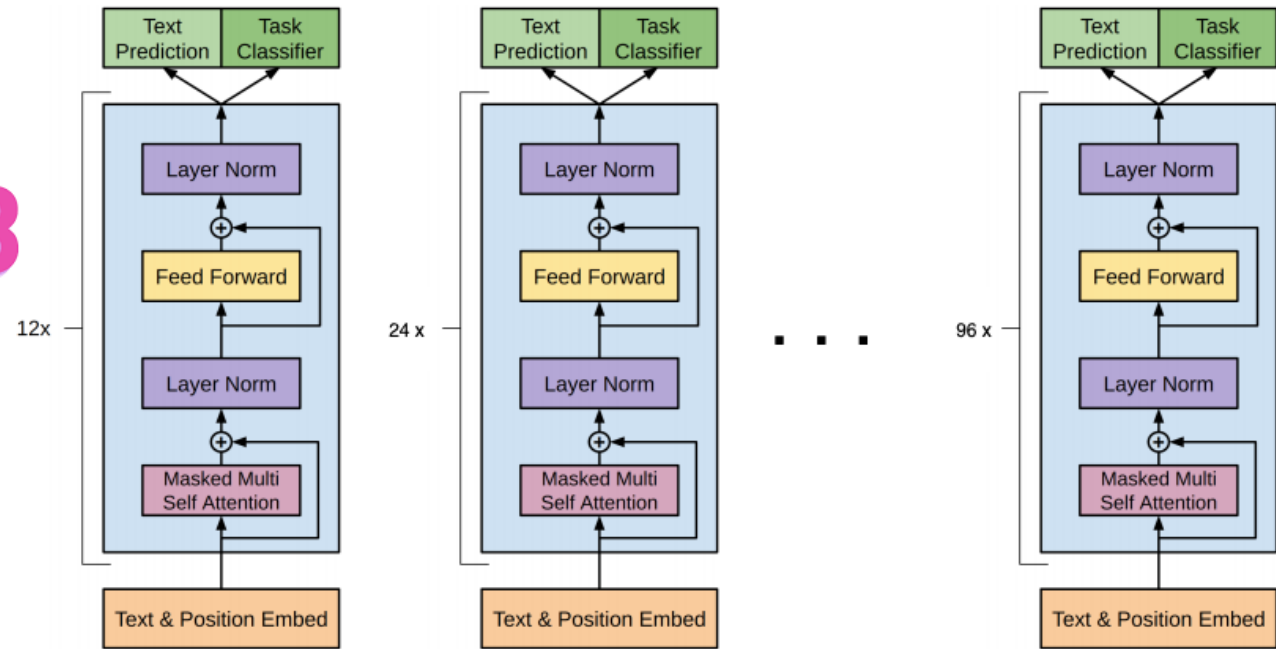 Text
Prediction
Task
Classifier
Layer Norm
Feed Forward
12x
Layer Norm
Masked Multi
Self Attention
Text & Position Embed
Text
Prediction
Task
Classifier
Layer Norm
Feed Forward
24 x
Layer Norm
Masked Multi
Self Attention
Text & Position Embed
. . .
Text
Prediction
Task
Classifier
Layer Norm
Feed Forward
96 x
Layer Norm
Masked Multi
Self Attention
Text & Position Embed